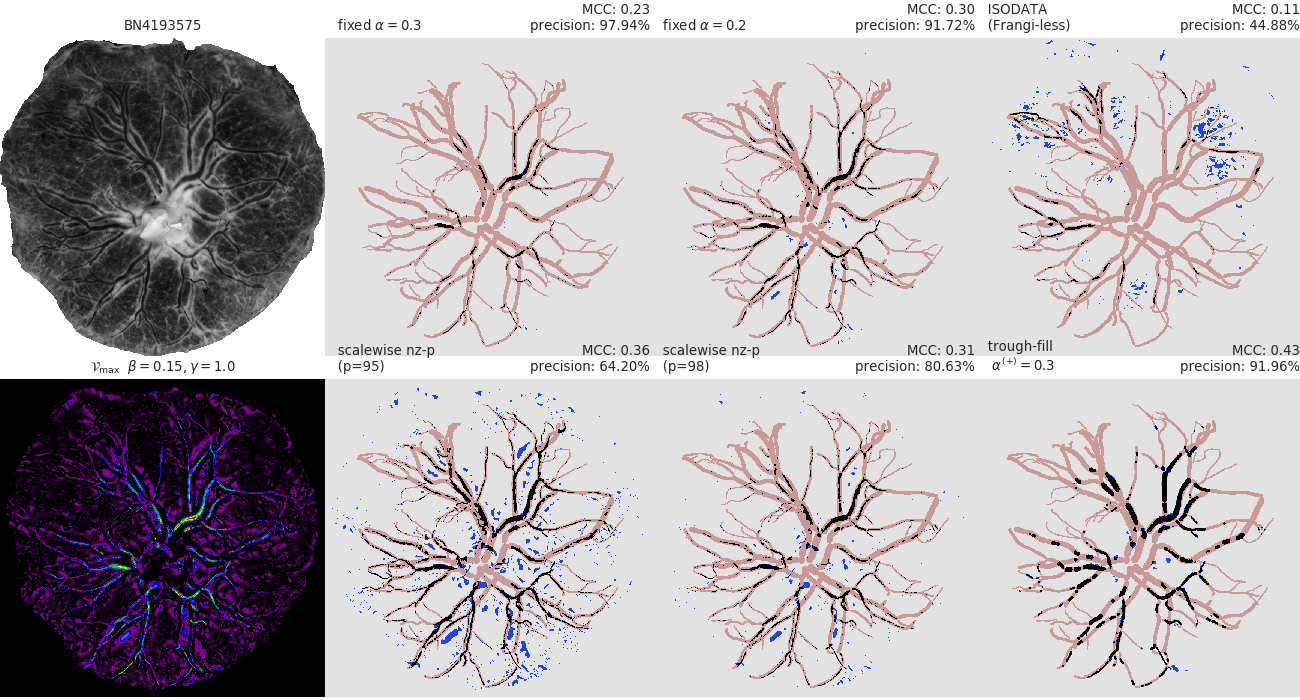 BN4193575
fixed α = 0.3
MCC: 0.23
precision: 97.94%
fixed α = 0.2
MCC: 0.30
precision: 91.72%
ISODATA
(Frangi-less)
MCC: 0.11
precision: 44.88%
𝒱max β = 0.15, γ = 1.0
scalewise nz-p
(p=95)
MCC: 0.36
precision: 64.20%
scalewise nz-p
(p=98)
MCC: 0.31
precision: 80.63%
trough-fill
α(+) = 0.3
MCC: 0.43
precision: 91.96%